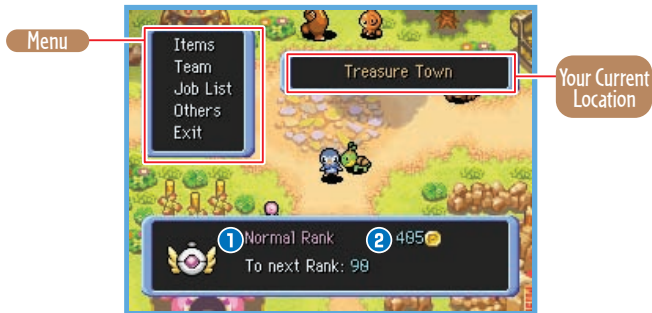 Menu
Items
Team
Job List
Others
Exit
Treasure Town
Your Current
Location
1 Normal Rank 2 485 P
To next Rank: 98